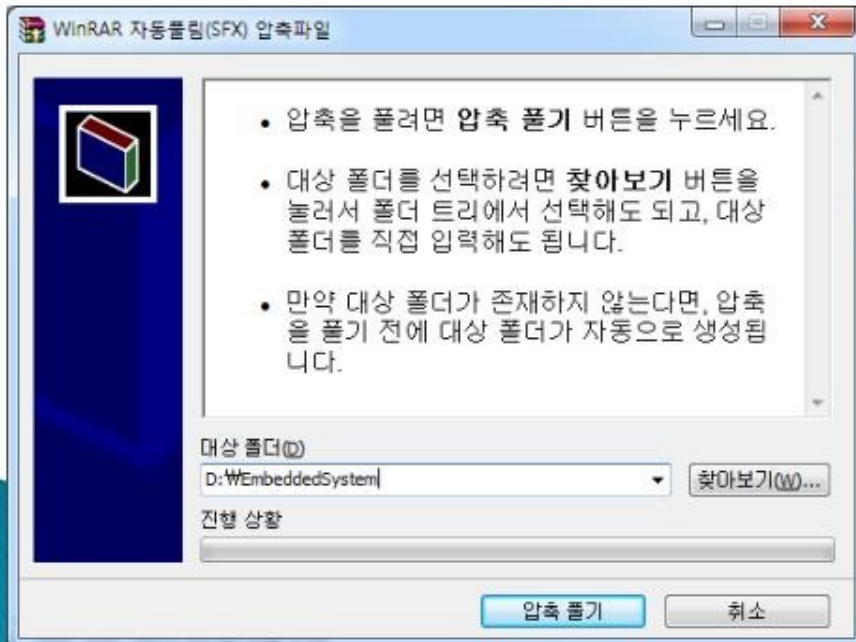 WinRAR 자동풀림(SFX) 압축파일
• 압축을 풀려면 압축 풀기 버튼을 누르세요.
• 대상 폴더를 선택하려면 찾아보기 버튼을
눌러서 폴더 트리에서 선택해도 되고, 대상
폴더를 직접 입력해도 됩니다.
• 만약 대상 폴더가 존재하지 않는다면, 압축
을 풀기 전에 대상 폴더가 자동으로 생성됩
니다.
대상 폴더(D)
D:₩EmbeddedSystem
찾아보기(W)...
진행 상황
압축 풀기
취소